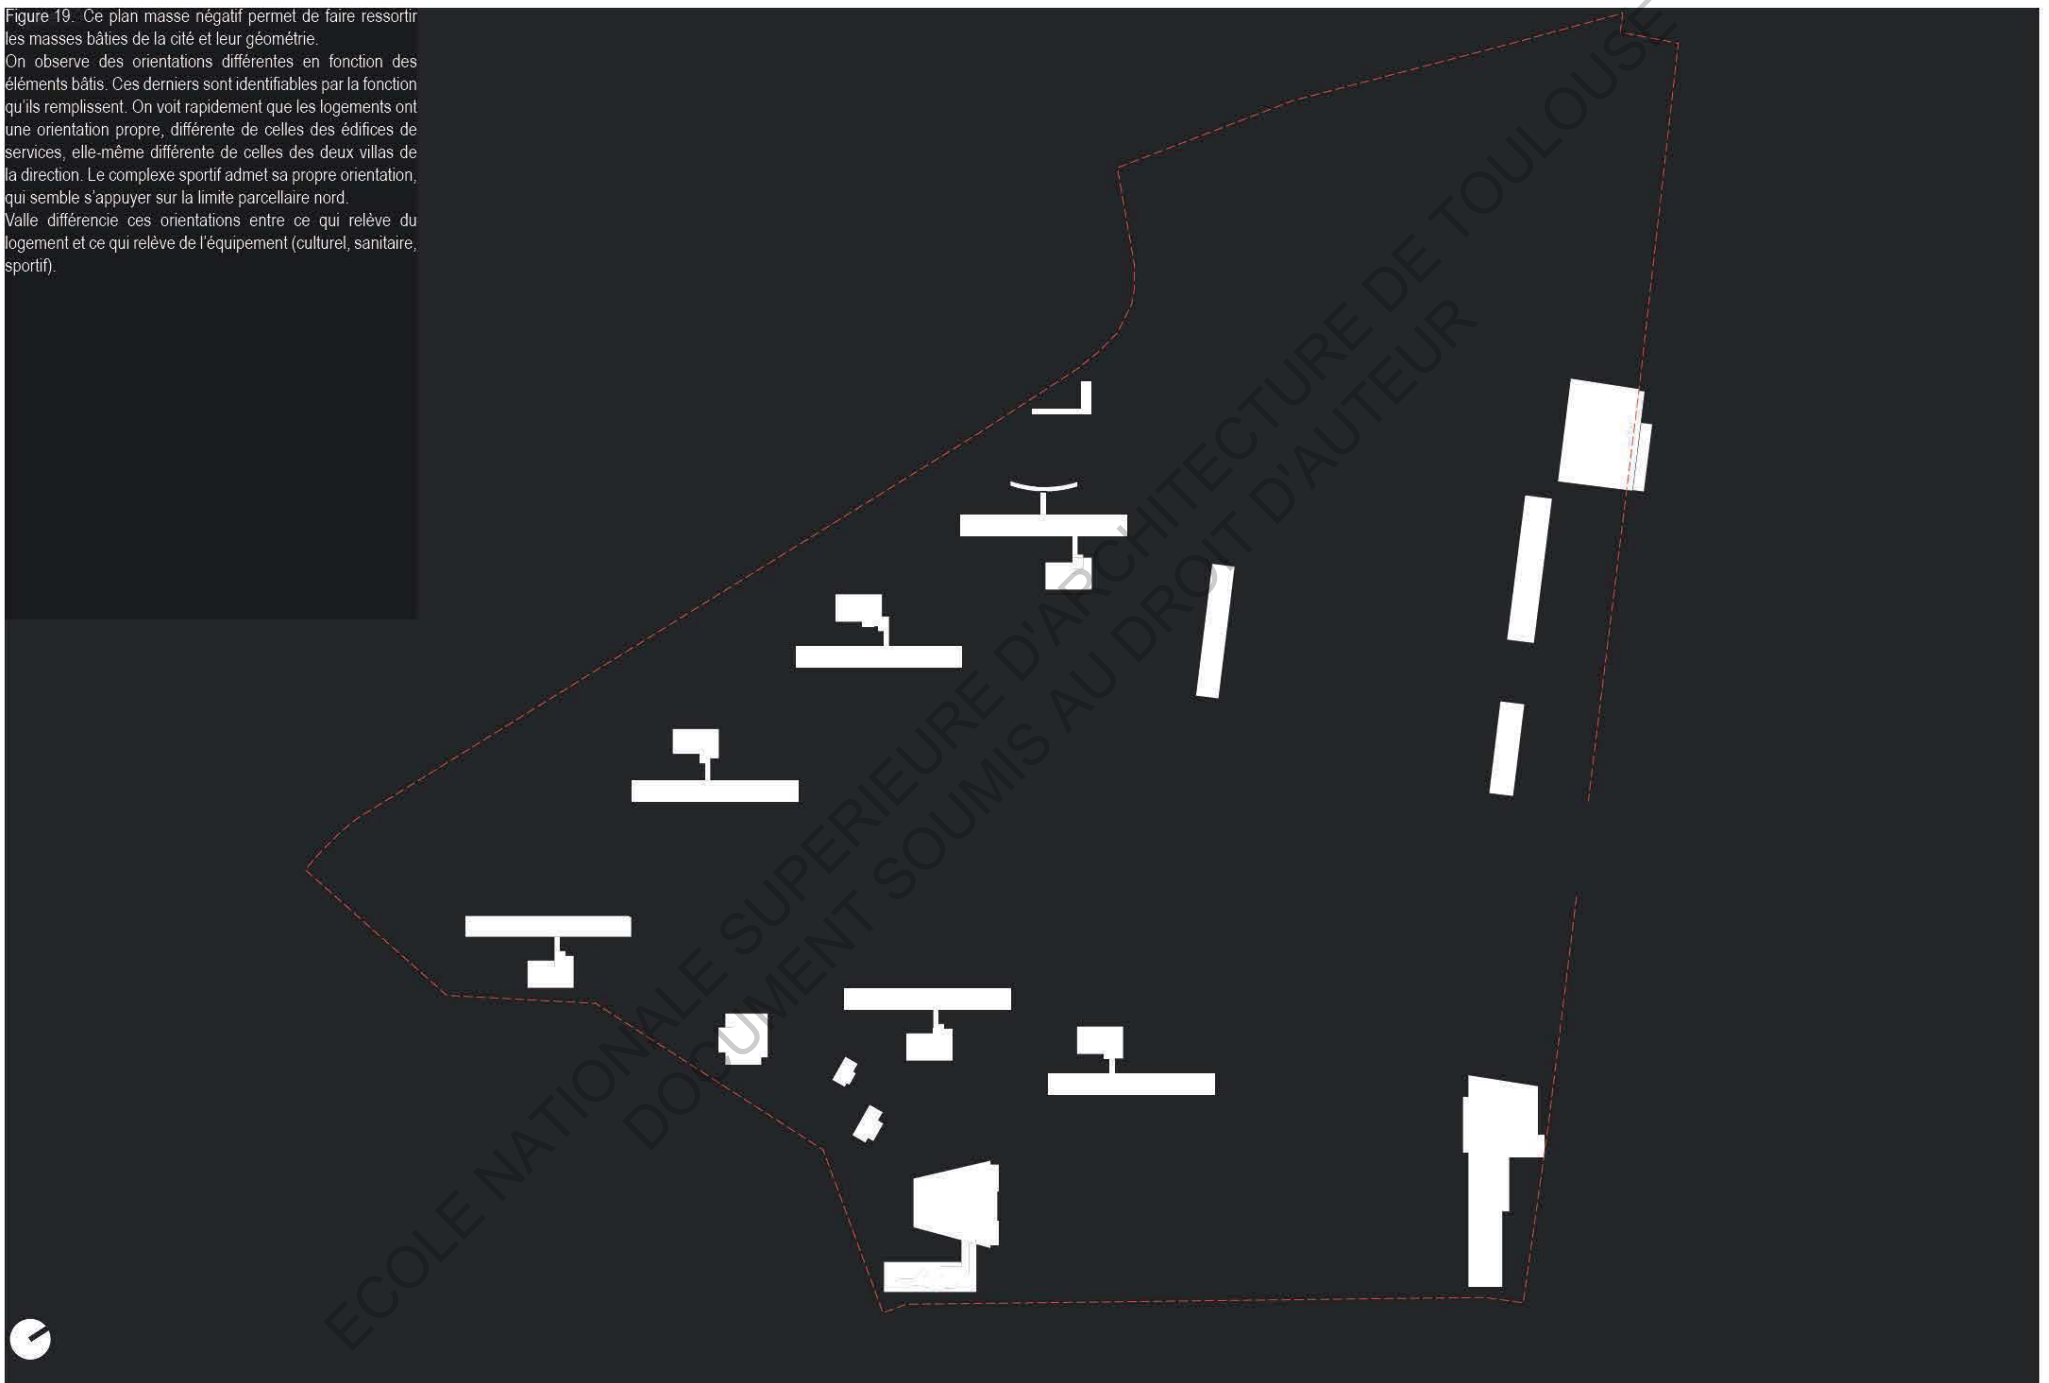 Figure 19. Ce plan masse négatif permet de faire ressortir
les masses bâties de la cité et leur géométrie.
On observe des orientations différentes en fonction des
éléments bâtis. Ces derniers sont identifiables par la fonction
qu'ils remplissent. On voit rapidement que les logements ont
une orientation propre, différente de celles des édifices de
services, elle-même différente de celles des deux villas de
la direction. Le complexe sportif admet sa propre orientation,
qui semble s'appuyer sur la limite parcellaire nord.
Valle différencie ces orientations entre ce qui relève du
logement et ce qui relève de l'équipement (culturel, sanitaire,
sportif).
ECOLE NATIONALE SUPERIEURE D'ARCHITECTURE DE TOULOUSE
DOCUMENT SOUMIS AU DROIT D'AUTEUR